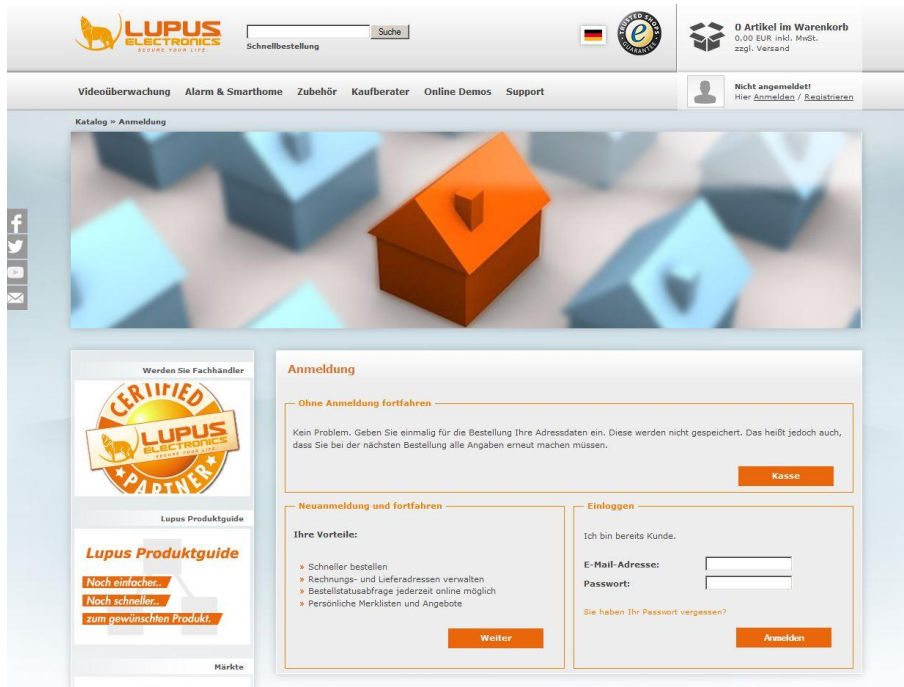 LUPUS
ELECTRONICS
SECURE YOUR LIFE.
Suche
Schnellbestellung
TRUSTED SHOPS
GUARANTEE
0 Artikel im Warenkorb
0,00 EUR inkl. MwSt.
zzgl. Versand
Videoüberwachung Alarm & Smarthome Zubehör Kaufberater Online Demos Support
Nicht angemeldet!
Hier Anmelden / Registrieren
Katalog » Anmeldung
Werden Sie Fachhändler
CERTIFIED
LUPUS
ELECTRONICS
SECURE YOUR LIFE.
PARTNER
Lupus Produktguide
Lupus Produktguide
Noch einfacher..
Noch schneller..
zum gewünschten Produkt.
Märkte
Anmeldung
Ohne Anmeldung fortfahren
Kein Problem. Geben Sie einmalig für die Bestellung Ihre Adressdaten ein. Diese werden nicht gespeichert. Das heißt jedoch auch,
dass Sie bei der nächsten Bestellung alle Angaben erneut machen müssen.
Kasse
Neuanmeldung und fortfahren
Ihre Vorteile:
» Schneller bestellen
» Rechnungs- und Lieferadressen verwalten
» Bestellstatusabfrage jederzeit online möglich
» Persönliche Merklisten und Angebote
Weiter
Einloggen
Ich bin bereits Kunde.
E-Mail-Adresse:
Passwort:
Sie haben Ihr Passwort vergessen?
Anmelden